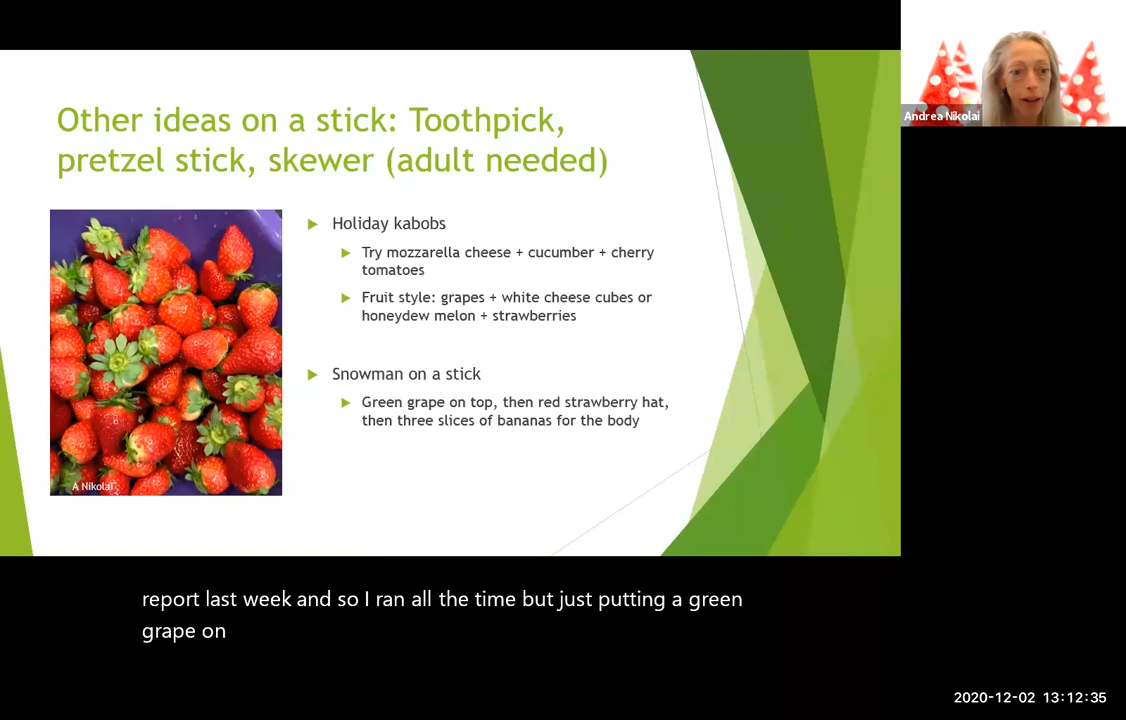 Andrea Nikolai
Other ideas on a stick: Toothpick,
pretzel stick, skewer (adult needed)
Holiday kabobs
Try mozzarella cheese + cucumber + cherry
tomatoes
Fruit style: grapes + white cheese cubes or
honeydew melon + strawberries
Snowman on a stick
Green grape on top, then red strawberry hat,
then three slices of bananas for the body
A Nikolai
report last week and so I ran all the time but just putting a green
grape on
2020-12-02 13:12:35